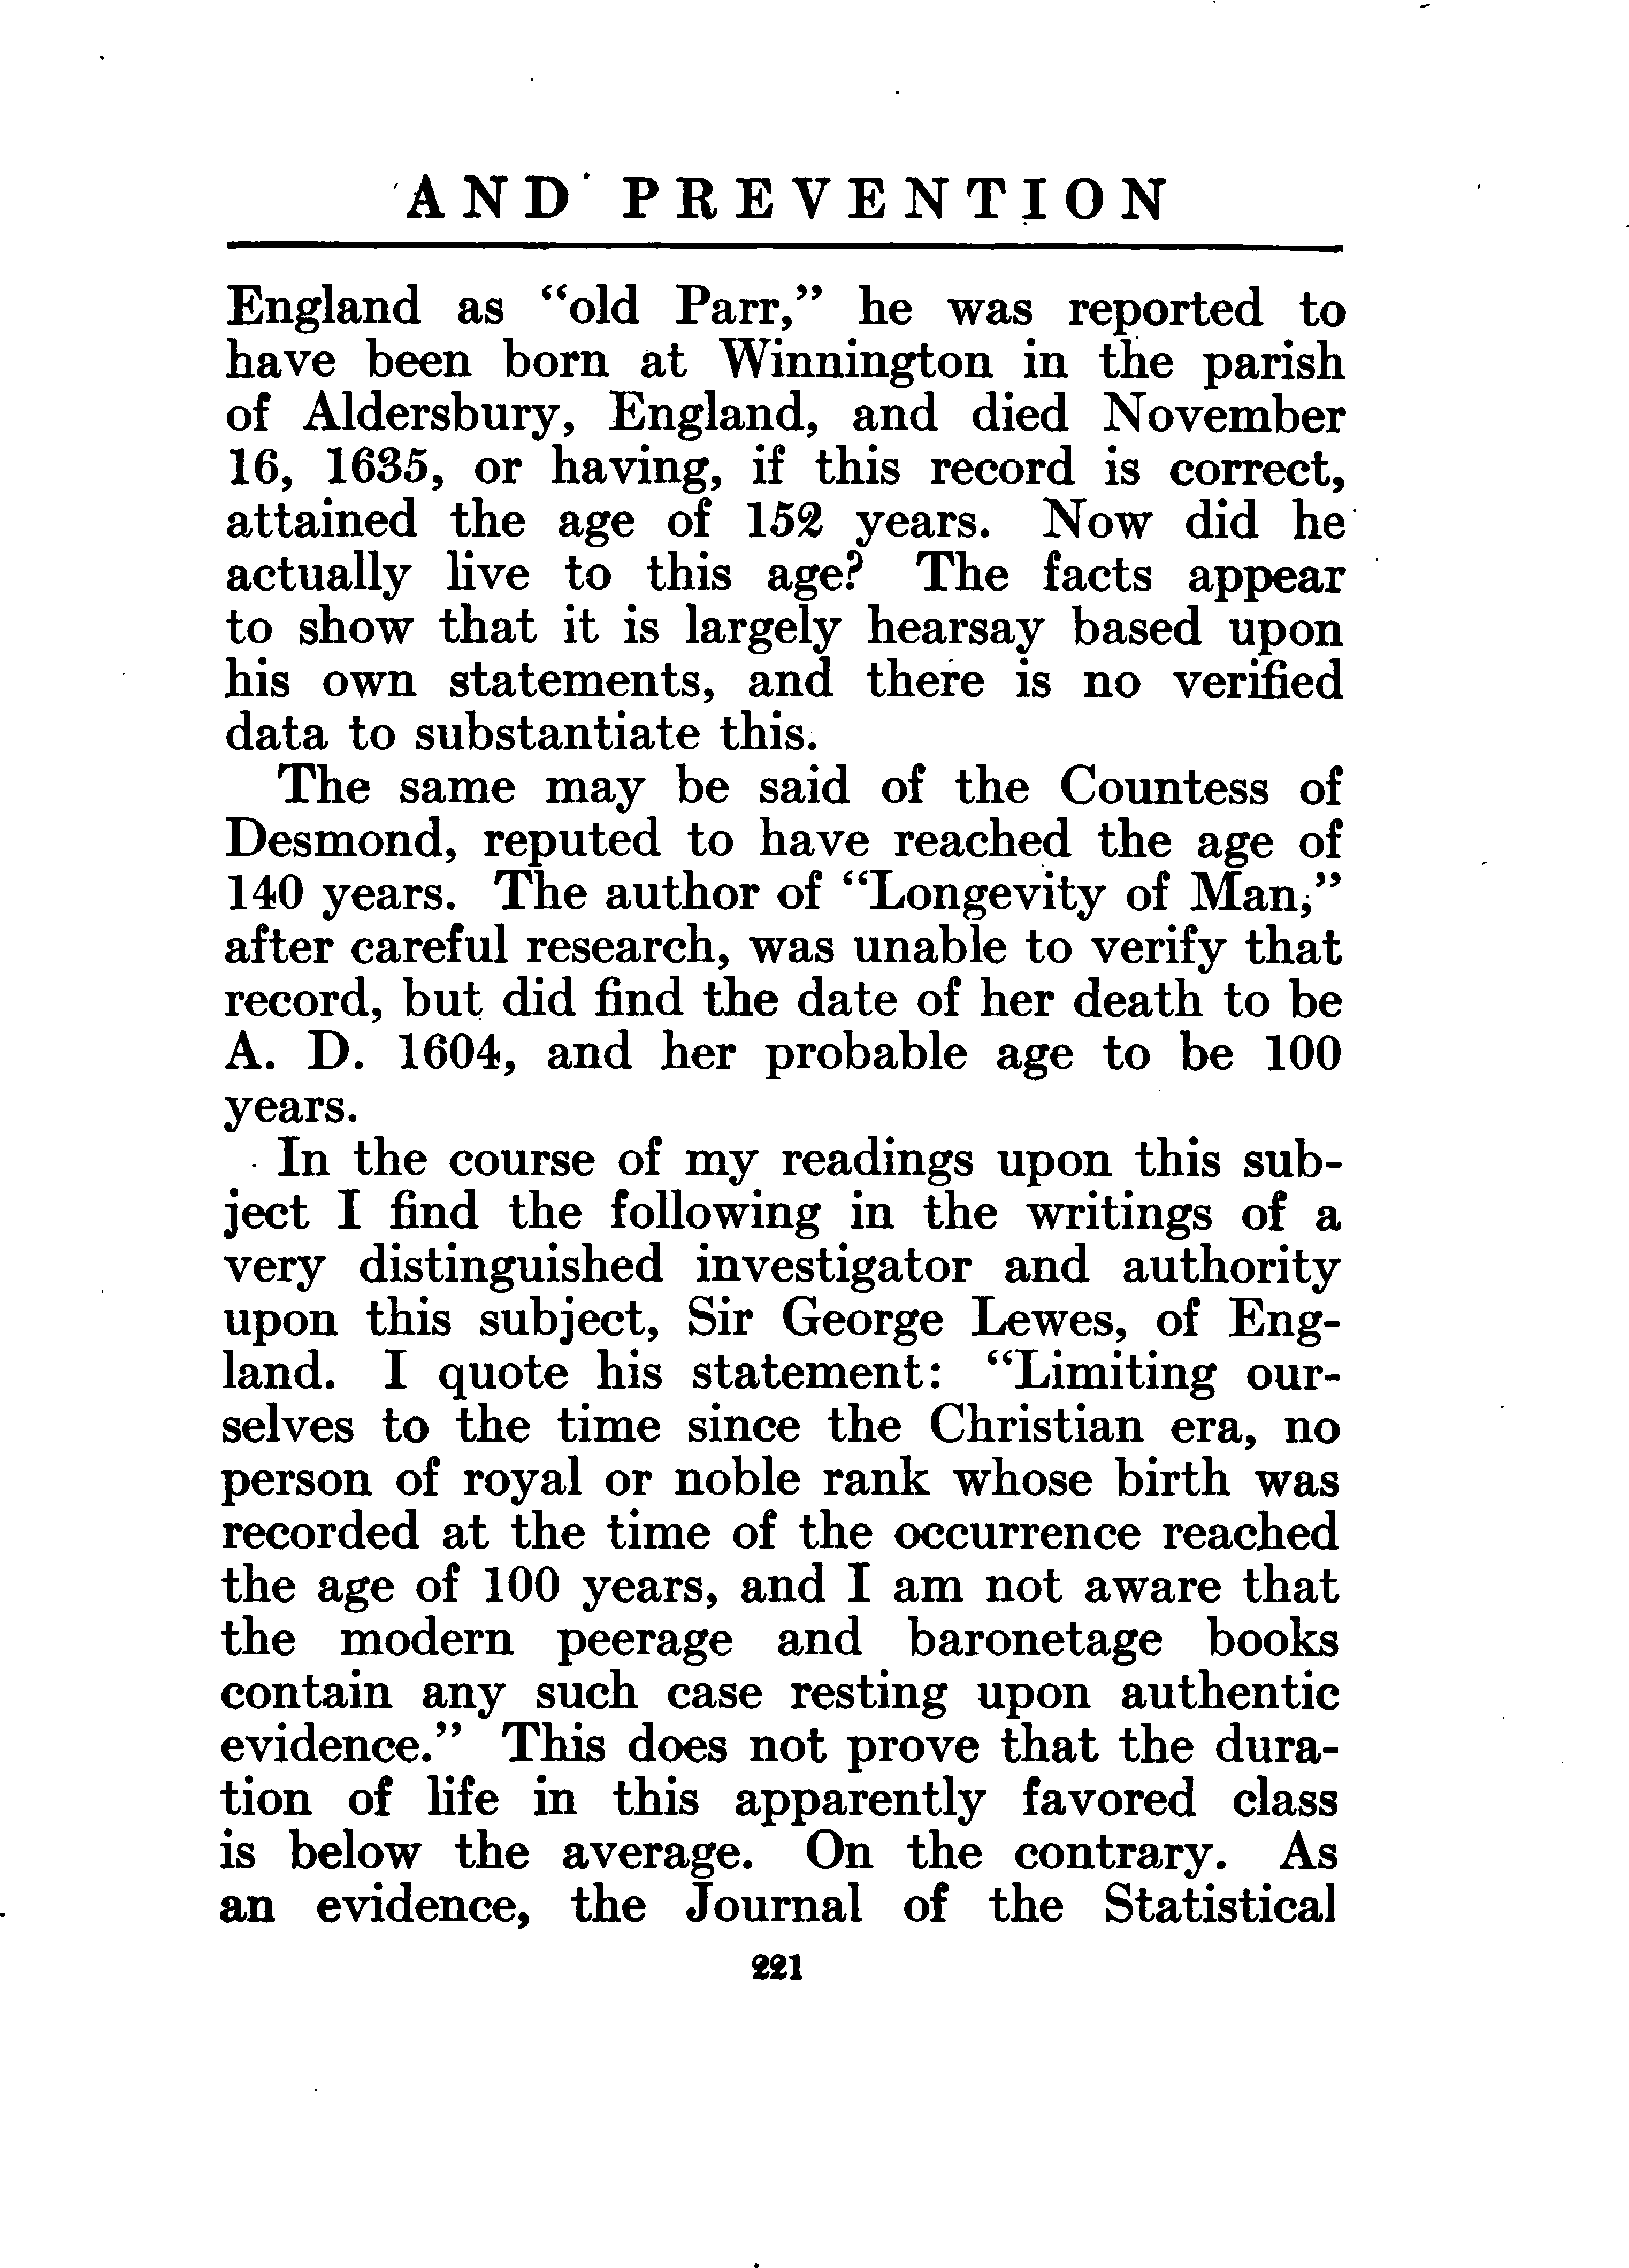 AND PREVENTION
England as “old Parr,” he was reported to
have been born at Winnington in the parish
of Aldersbury, England, and died November
16, 1635, or having, if this record is correct,
attained the age of 152 years. Now did he
actually live to this age? The facts appear
to show that it is largely hearsay based upon
his own statements, and there is no verified
data to substantiate this.
The same may be said of the Countess of
Desmond, reputed to have reached the age of
140 years. The author of “Longevity of Man,”
after careful research, was unable to verify that
record, but did find the date of her death to be
A. D. 1604, and her probable age to be 100
years.
In the course of my readings upon this sub-
ject I find the following in the writings of a
very distinguished investigator and authority
upon this subject, Sir George Lewes, of Eng-
land. I quote his statement: “Limiting our-
selves to the time since the Christian era, no
person of royal or noble rank whose birth was
recorded at the time of the occurrence reached
the age of 100 years, and I am not aware that
the modern peerage and baronetage books
contain any such case resting upon authentic
evidence.” This does not prove that the dura-
tion of life in this apparently favored class
is below the average. On the contrary. As
an evidence, the Journal of the Statistical
221